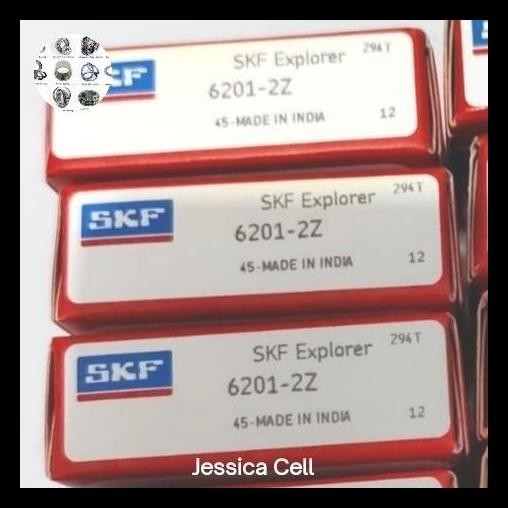 SKF
SKF Explorer
294T
6201-2Z
45-MADE IN INDIA
12
SKF
SKF Explorer
294T
6201-2Z
45-MADE IN INDIA
12
SKF
SKF Explorer
294T
6201-2Z
45-MADE IN INDIA
12
Jessica Cell